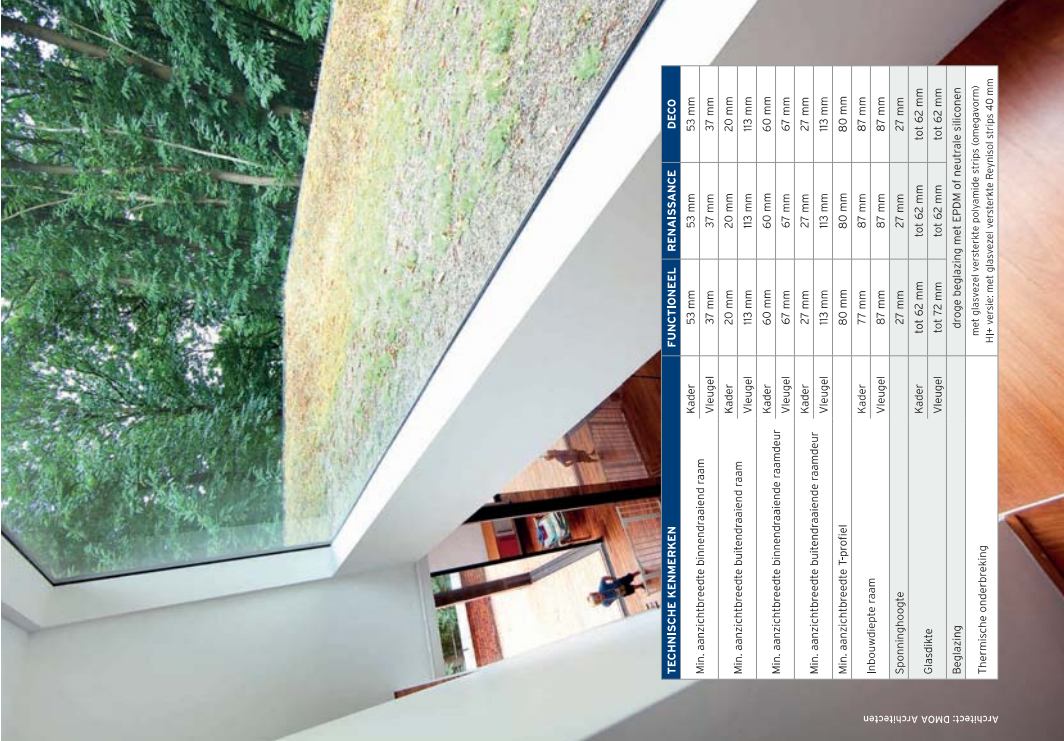 TECHNISCHE KENMERKEN FUNCTIONEEL RENAISSANCE DECO
Min. aanzichtbreedte binnendraaiend raam Kader 53 mm 53 mm 53 mm
Vleugel 37 mm 37 mm 37 mm
Min. aanzichtbreedte buitendraaiend raam Kader 20 mm 20 mm 20 mm
Vleugel 113 mm 113 mm 113 mm
Min. aanzichtbreedte binnendraaiende raamdeur Kader 60 mm 60 mm 60 mm
Vleugel 67 mm 67 mm 67 mm
Min. aanzichtbreedte buitendraaiende raamdeur Kader 27 mm 27 mm 27 mm
Vleugel 113 mm 113 mm 113 mm
Min. aanzichtbreedte T-profiel 80 mm 80 mm 80 mm
Inbouwdiepte raam Kader 77 mm 87 mm 87 mm
Vleugel 87 mm 87 mm 87 mm
Sponninghoogte 27 mm 27 mm 27 mm
Glasdikte Kader tot 62 mm tot 62 mm tot 62 mm
Vleugel tot 72 mm tot 62 mm tot 62 mm
Beglazing droge beglazing met EPDM of neutrale siliconen
Thermische onderbreking met glasvezel versterkte polyamide strips (omegavorm)
HI+ versie: met glasvezel versterkte Reynisol strips 40 mm
Architect: DMOA Architecten